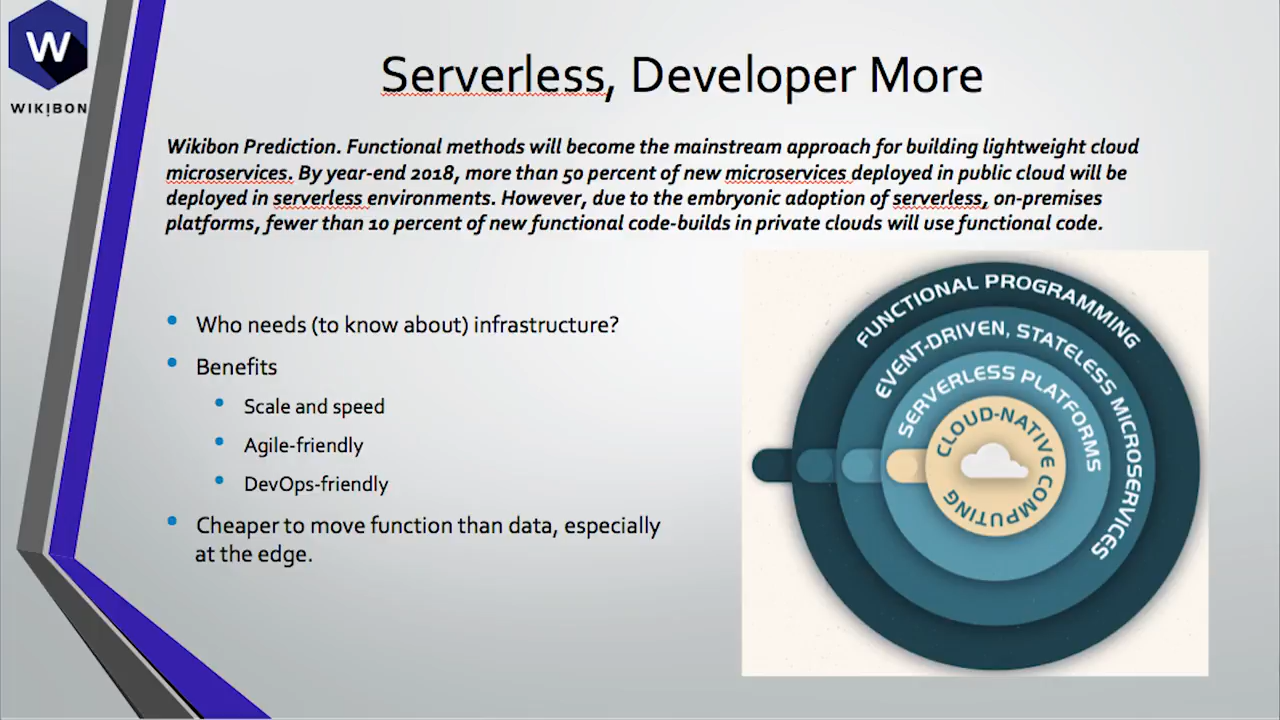 W
WIKIBON
Serverless, Developer More
Wikibon Prediction. Functional methods will become the mainstream approach for building lightweight cloud
microservices. By year-end 2018, more than 50 percent of new microservices deployed in public cloud will be
deployed in serverless environments. However, due to the embryonic adoption of serverless, on-premises
platforms, fewer than 10 percent of new functional code-builds in private clouds will use functional code.
Who needs (to know about) infrastructure?
Benefits
Scale and speed
Agile-friendly
DevOps-friendly
Cheaper to move function than data, especially
at the edge.
FUNCTIONAL PROGRAMMING
EVENT-DRIVEN, STATELESS MICROSERVICES
SERVERLESS PLATFORMS
CLOUD-NATIVE COMPUTING